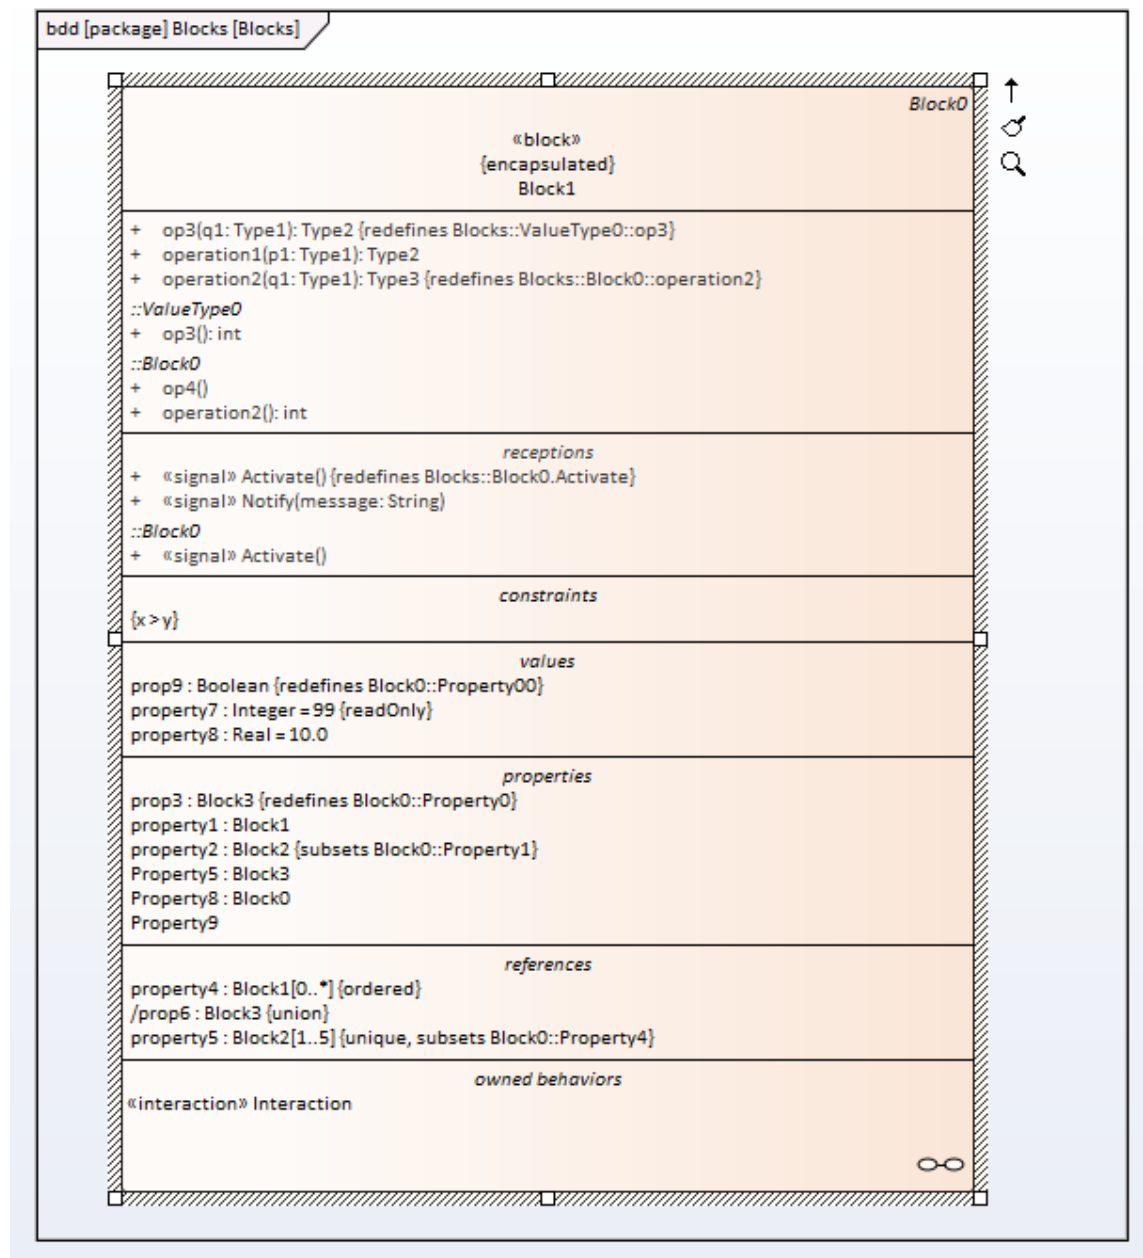 bdd [package] Blocks [Blocks]
Block0
«block»
{encapsulated}
Block1
+ op3(q1: Type1): Type2 {redefines Blocks::ValueType0::op3}
+ operation1(p1: Type1): Type2
+ operation2(q1: Type1): Type3 {redefines Blocks::Block0::operation2}
::ValueType0
+ op3(): int
::Block0
+ op4()
+ operation2(): int
receptions
+ «signal» Activate() {redefines Blocks::Block0.Activate}
+ «signal» Notify(message: String)
::Block0
+ «signal» Activate()
constraints
{x > y}
values
prop9 : Boolean {redefines Block0::Property00}
property7 : Integer = 99 {readOnly}
property8 : Real = 10.0
properties
prop3 : Block3 {redefines Block0::Property0}
property1 : Block1
property2 : Block2 {subsets Block0::Property1}
Property5 : Block3
Property8 : Block0
Property9
references
property4 : Block1[0..*] {ordered}
/prop6 : Block3 {union}
property5 : Block2[1..5] {unique, subsets Block0::Property4}
owned behaviors
«interaction» Interaction